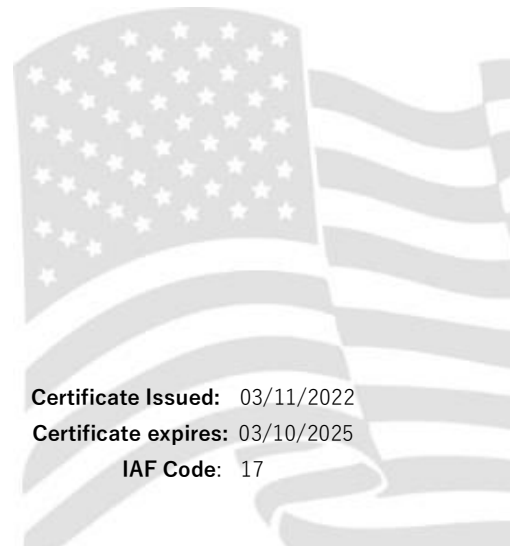 Certificate Issued: 03/11/2022
Certificate expires: 03/10/2025
IAF Code: 17